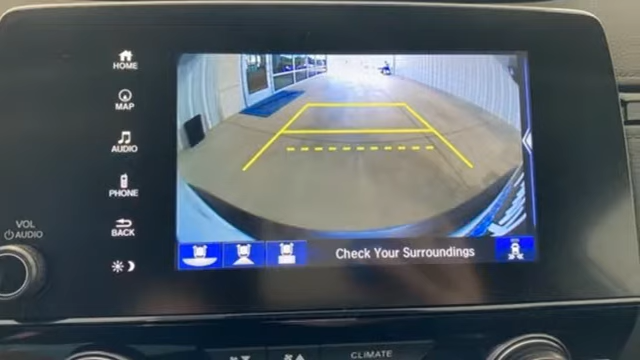 HOME
MAP
AUDIO
PHONE
BACK
VOL
AUDIO
Check Your Surroundings
CLIMATE